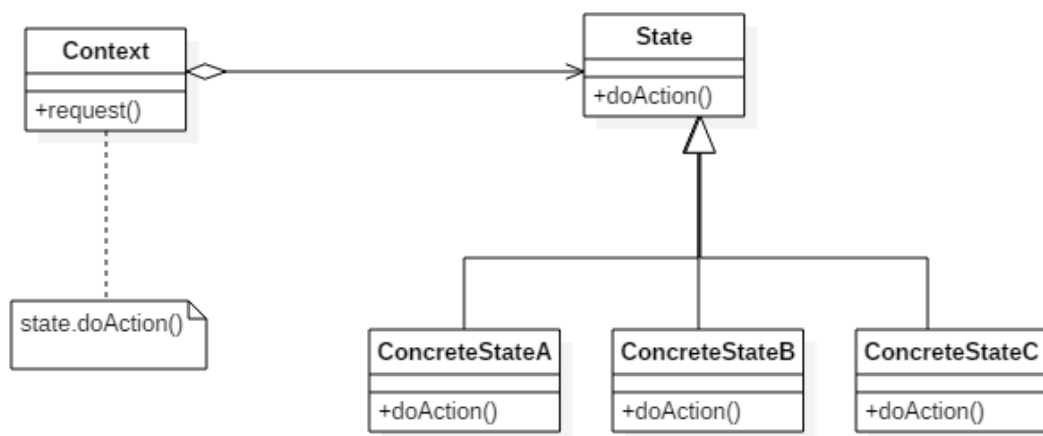 Context
+request()
State
+doAction()
state.doAction()
ConcreteStateA
+doAction()
ConcreteStateB
+doAction()
ConcreteStateC
+doAction()